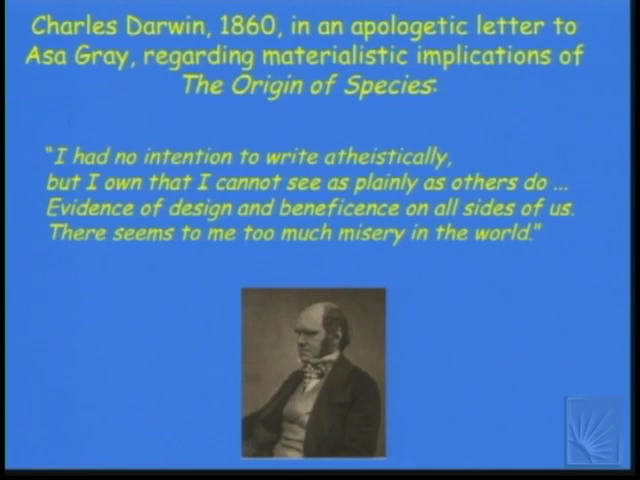 Charles Darwin, 1860, in an apologetic letter to
Asa Gray, regarding materialistic implications of
The Origin of Species:
"I had no intention to write atheistically,
but I own that I cannot see as plainly as others do ...
Evidence of design and beneficence on all sides of us.
There seems to me too much misery in the world."